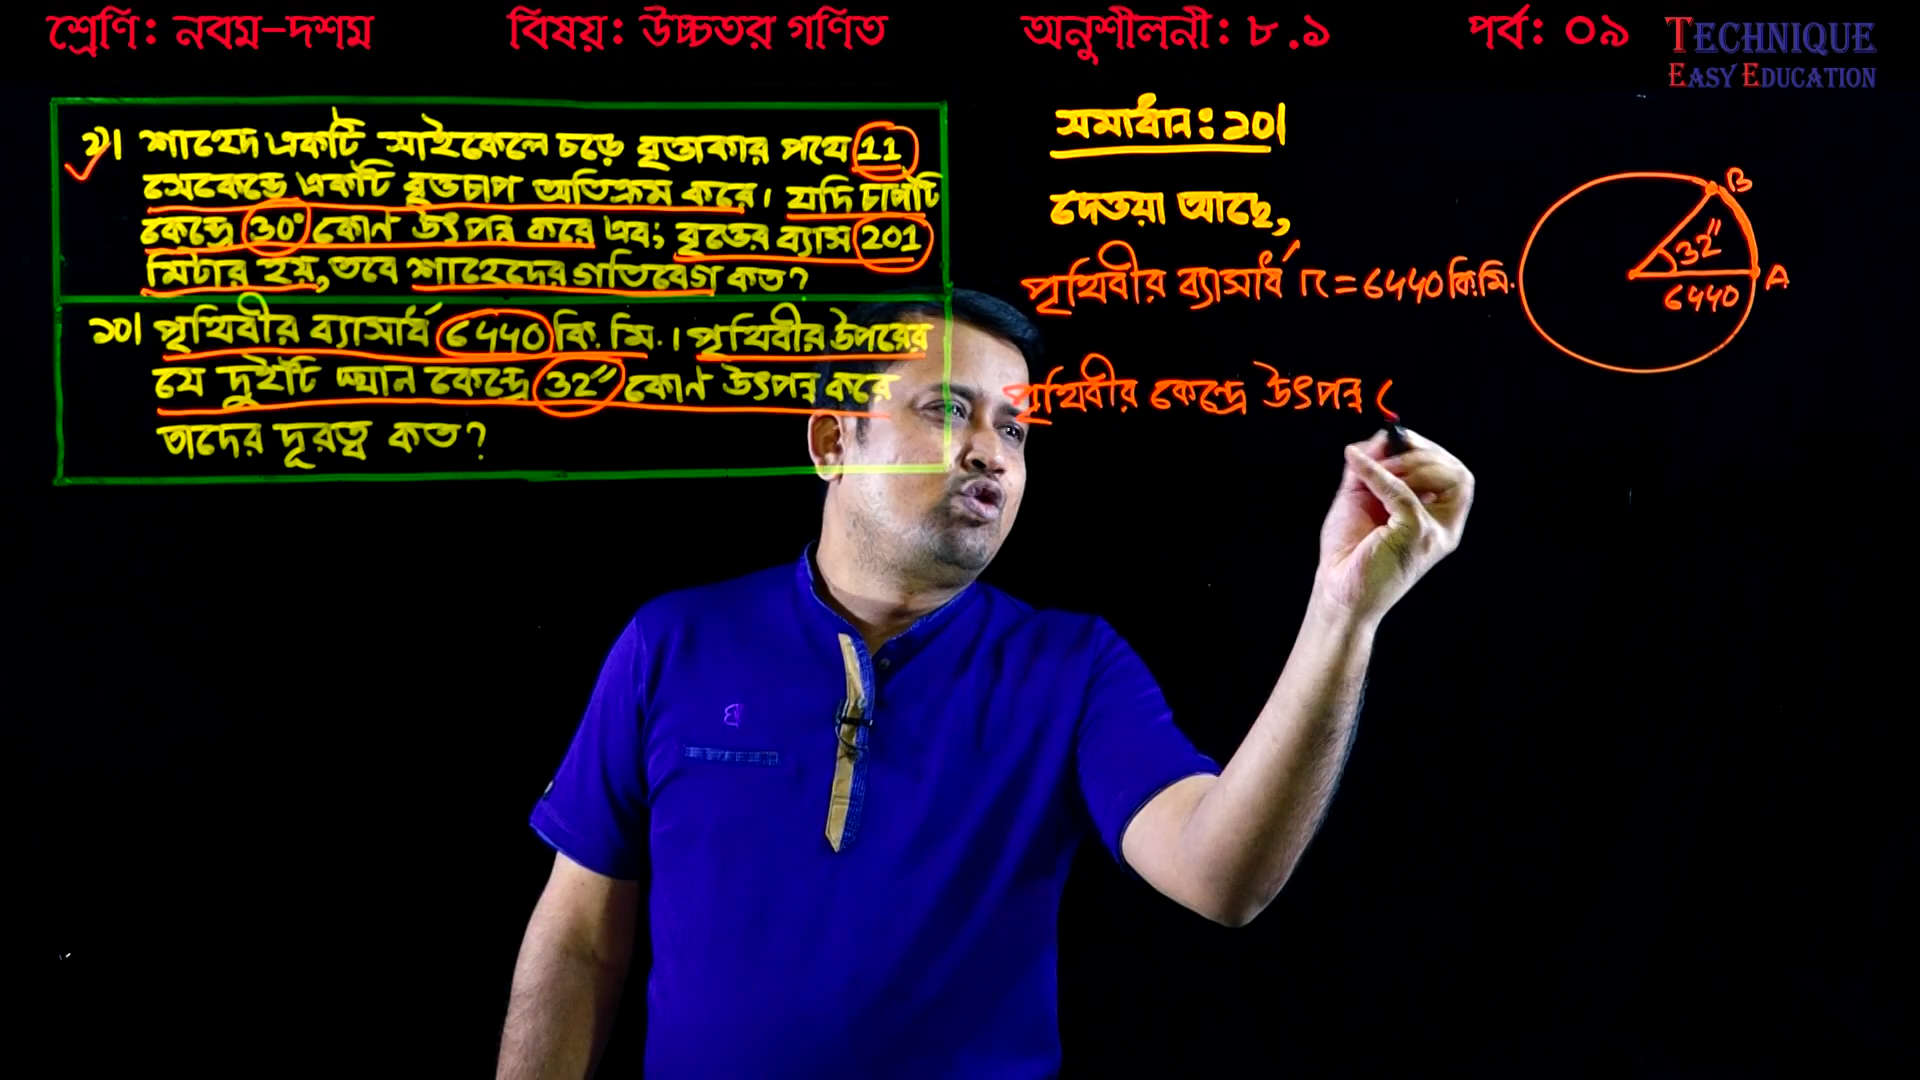 শ্রেণি: নবম-দশম বিষয়: উচ্চতর গণিত অনুশীলনী: ৮.১ পর্ব: ০৯
TECHNIQUE
EASY EDUCATION
৯। শাহেদ একটি সাইকেলে চড়ে বৃত্তাকার পথে 11
সেকেন্ডে একটি বৃত্তচাপ অতিক্রম করে। যদি চাপটি
কেন্দ্রে 30° কোণ উৎপন্ন করে এবং বৃত্তের ব্যাস 201
মিটার হয়, তবে শাহেদের গতিবেগ কত?
১০। পৃথিবীর ব্যাসার্ধ 6440 কি. মি.। পৃথিবীর উপরের
যে দুইটি স্থান কেন্দ্রে 32" কোণ উৎপন্ন করে
তাদের দূরত্ব কত?
সমাধান: ১০।
দেওয়া আছে,
পৃথিবীর ব্যাসার্ধ r = 6440 কি.মি.
পৃথিবীর কেন্দ্রে উৎপন্ন
B
32"
6440
A